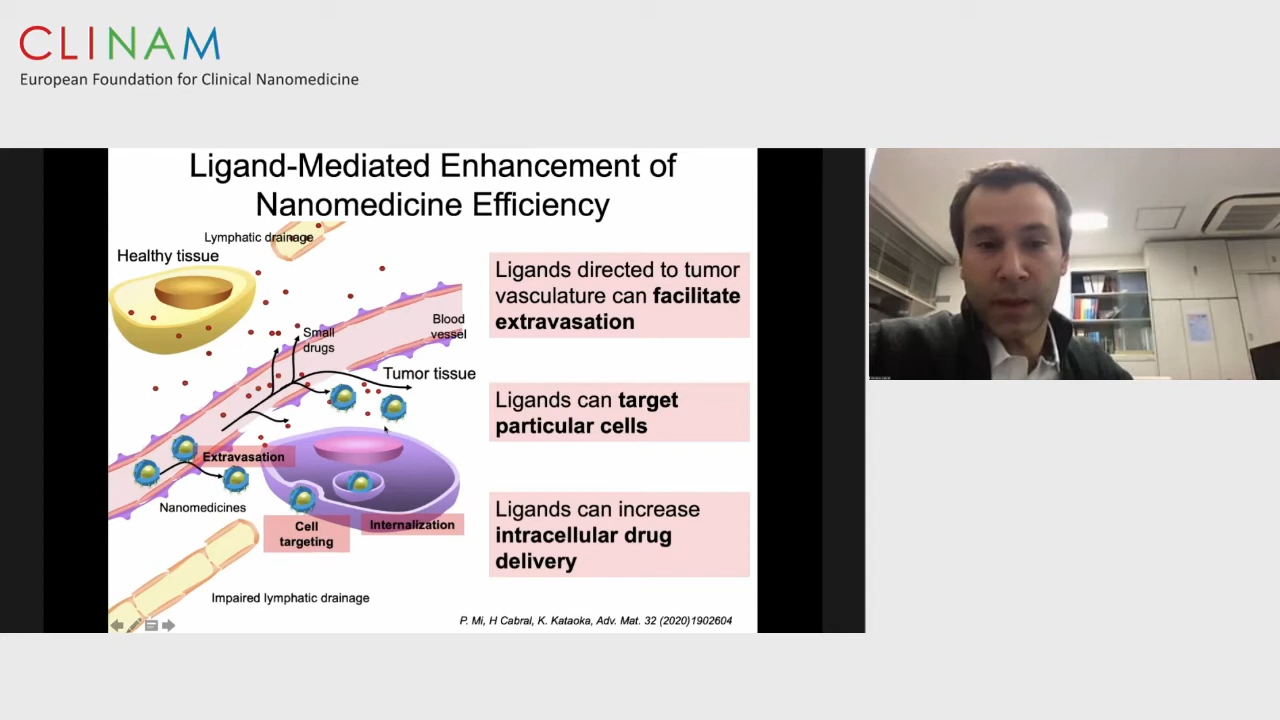 CLINAM
European Foundation for Clinical Nanomedicine
Ligand-Mediated Enhancement of
Nanomedicine Efficiency
Lymphatic drainage
Healthy tissue
Small
drugs
Blood
vessel
Tumor tissue
Extravasation
Nanomedicines
Cell
targeting
Internalization
Impaired lymphatic drainage
Ligands directed to tumor
vasculature can facilitate
extravasation
Ligands can target
particular cells
Ligands can increase
intracellular drug
delivery
P. Mi, H Cabral, K. Kataoka, Adv. Mat. 32 (2020)1902604